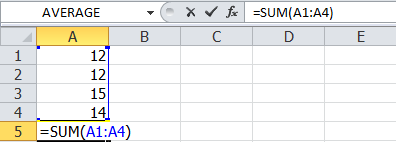 AVERAGE fx =SUM(A1:A4)
A B C D E
1 12
2 12
3 15
4 14
5 =SUM(A1:A4)